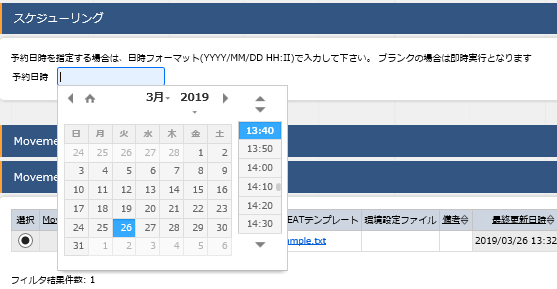 スケジューリング
予約日時を指定する場合は、日時フォーマット(YYYY/MM/DD HH:II)で入力して下さい。 ブランクの場合は即時実行となります
予約日時
3月 2019
日 月 火 水 木 金 土
24 25 26 27 28 1 2
3 4 5 6 7 8 9
10 11 12 13 14 15 16
17 18 19 20 21 22 23
24 25 26 27 28 29 30
31 1 2 3 4 5 6
13:40
13:50
14:00
14:10
14:20
14:30
Moveme
Moveme
選択 Mov EATテンプレート 環境設定ファイル 備考 最終更新日時
ample.txt 2019/03/26 13:32
フィルタ結果件数: 1